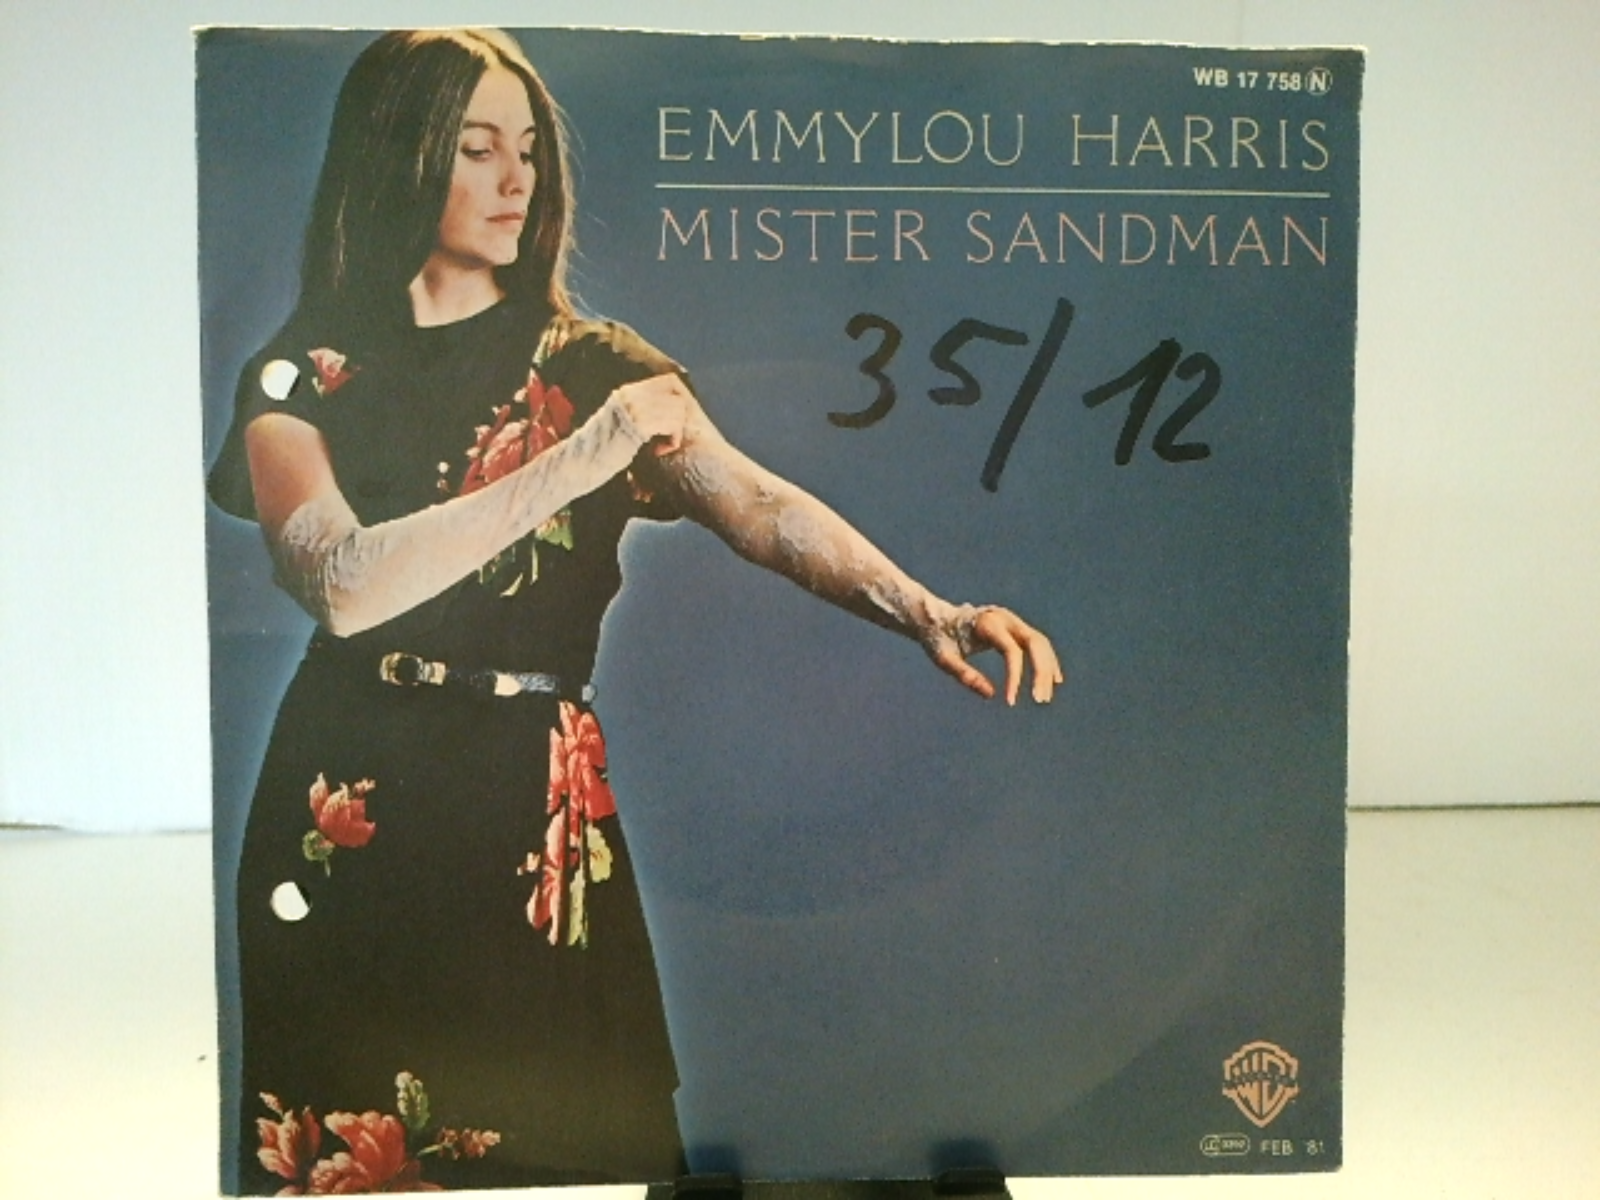 WB 17 758 N
EMMYLOU HARRIS
MISTER SANDMAN
35/12
FEB '81